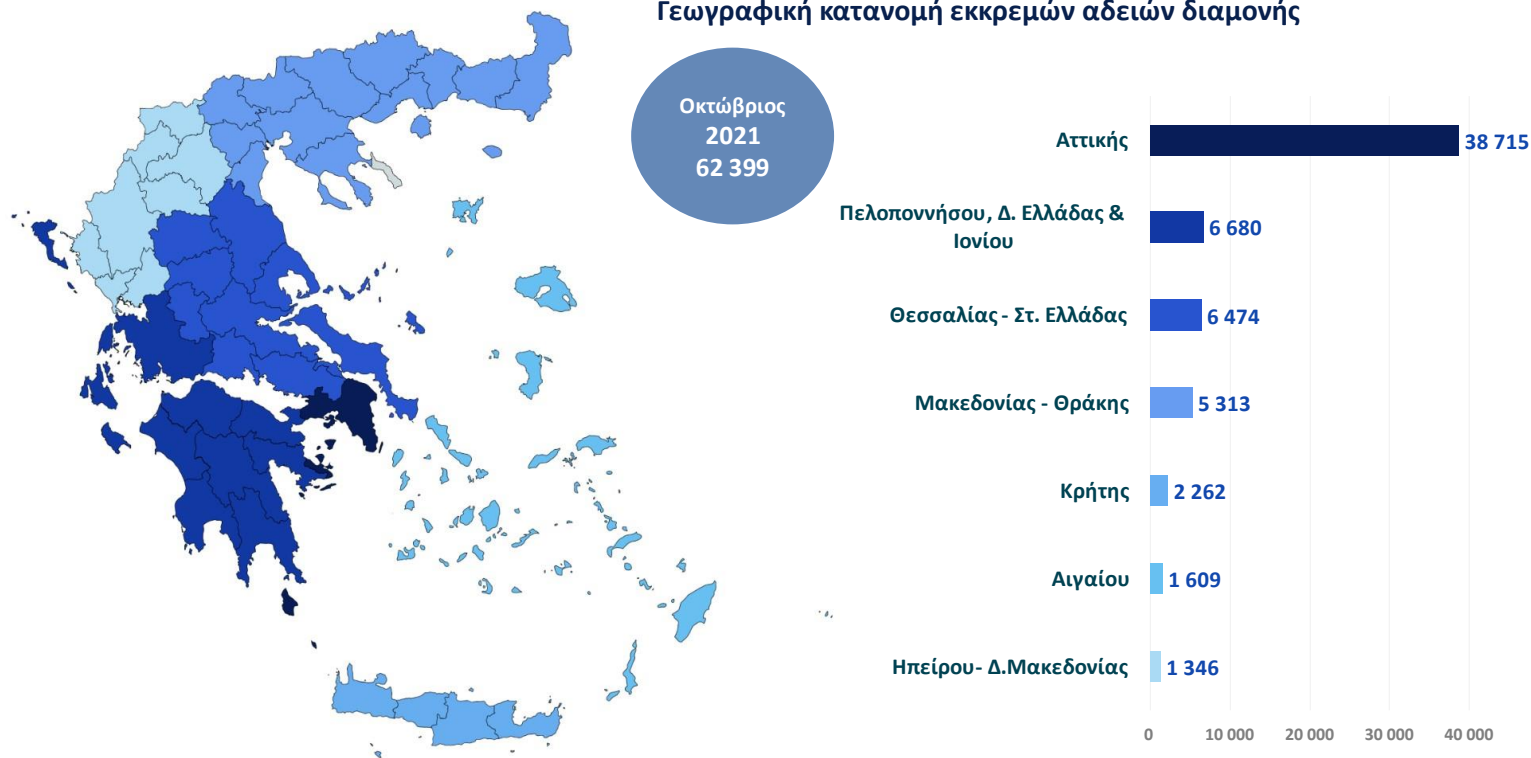 Γεωγραφική κατανομή εκκρεμών αδειών διαμονής
Οκτώβριος
2021
62 399
Αττικής
38 715
Πελοποννήσου, Δ. Ελλάδας &
Ιονίου
6 680
Θεσσαλίας - Στ. Ελλάδας
6 474
Μακεδονίας - Θράκης
5 313
Κρήτης
2 262
Αιγαίου
1 609
Ηπείρου- Δ.Μακεδονίας
1 346
0 10 000 20 000 30 000 40 000